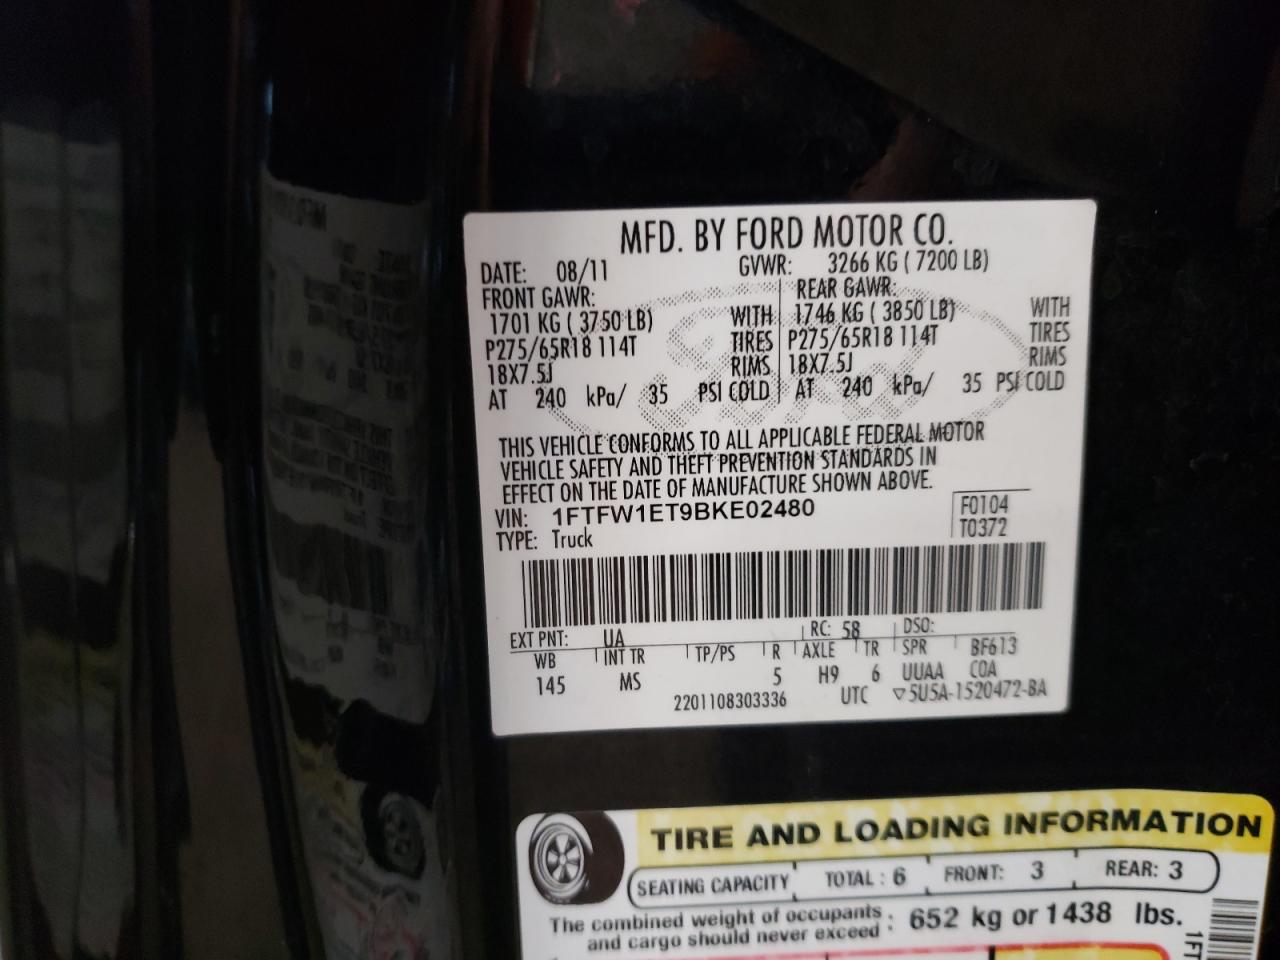 MFD. BY FORD MOTOR CO.
DATE: 08/11 GVWR: 3266 KG ( 7200 LB)
FRONT GAWR: REAR GAWR:
1701 KG ( 3750 LB) WITH 1746 KG ( 3850 LB) WITH
P275/65R18 114T TIRES P275/65R18 114T TIRES
18X7.5J RIMS 18X7.5J RIMS
AT 240 kPa/ 35 PSI COLD AT 240 kPa/ 35 PSI COLD
THIS VEHICLE CONFORMS TO ALL APPLICABLE FEDERAL MOTOR
VEHICLE SAFETY AND THEFT PREVENTION STANDARDS IN
EFFECT ON THE DATE OF MANUFACTURE SHOWN ABOVE.
VIN: 1FTFW1ET9BKE02480 F0104
TYPE: Truck T0372
EXT PNT: UA RC: 58 DSO:
WB INT TR TP/PS R AXLE TR SPR BF613
145 MS 5 H9 6 UUAA COA
2201108303336 UTC ▽5U5A-1520472-BA
TIRE AND LOADING INFORMATION
SEATING CAPACITY TOTAL : 6 FRONT: 3 REAR: 3
The combined weight of occupants and cargo should never exceed : 652 kg or 1438 lbs.
1FT